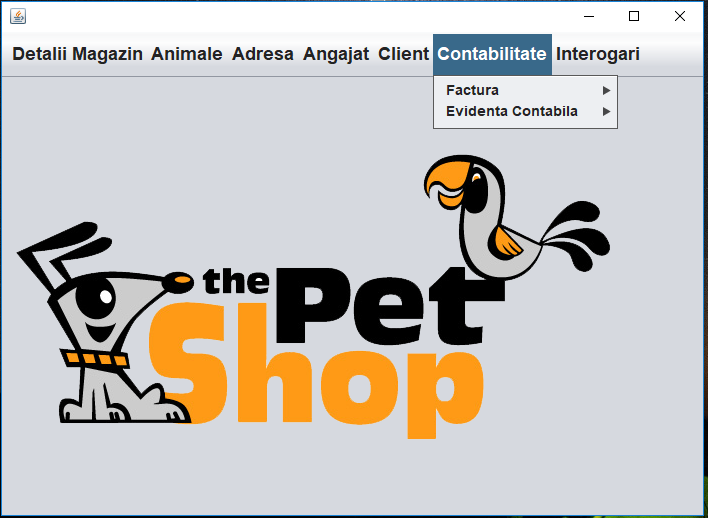 Detalii Magazin Animale Adresa Angajat Client Contabilitate Interogari
Factura
Evidenta Contabila
the Pet
Shop